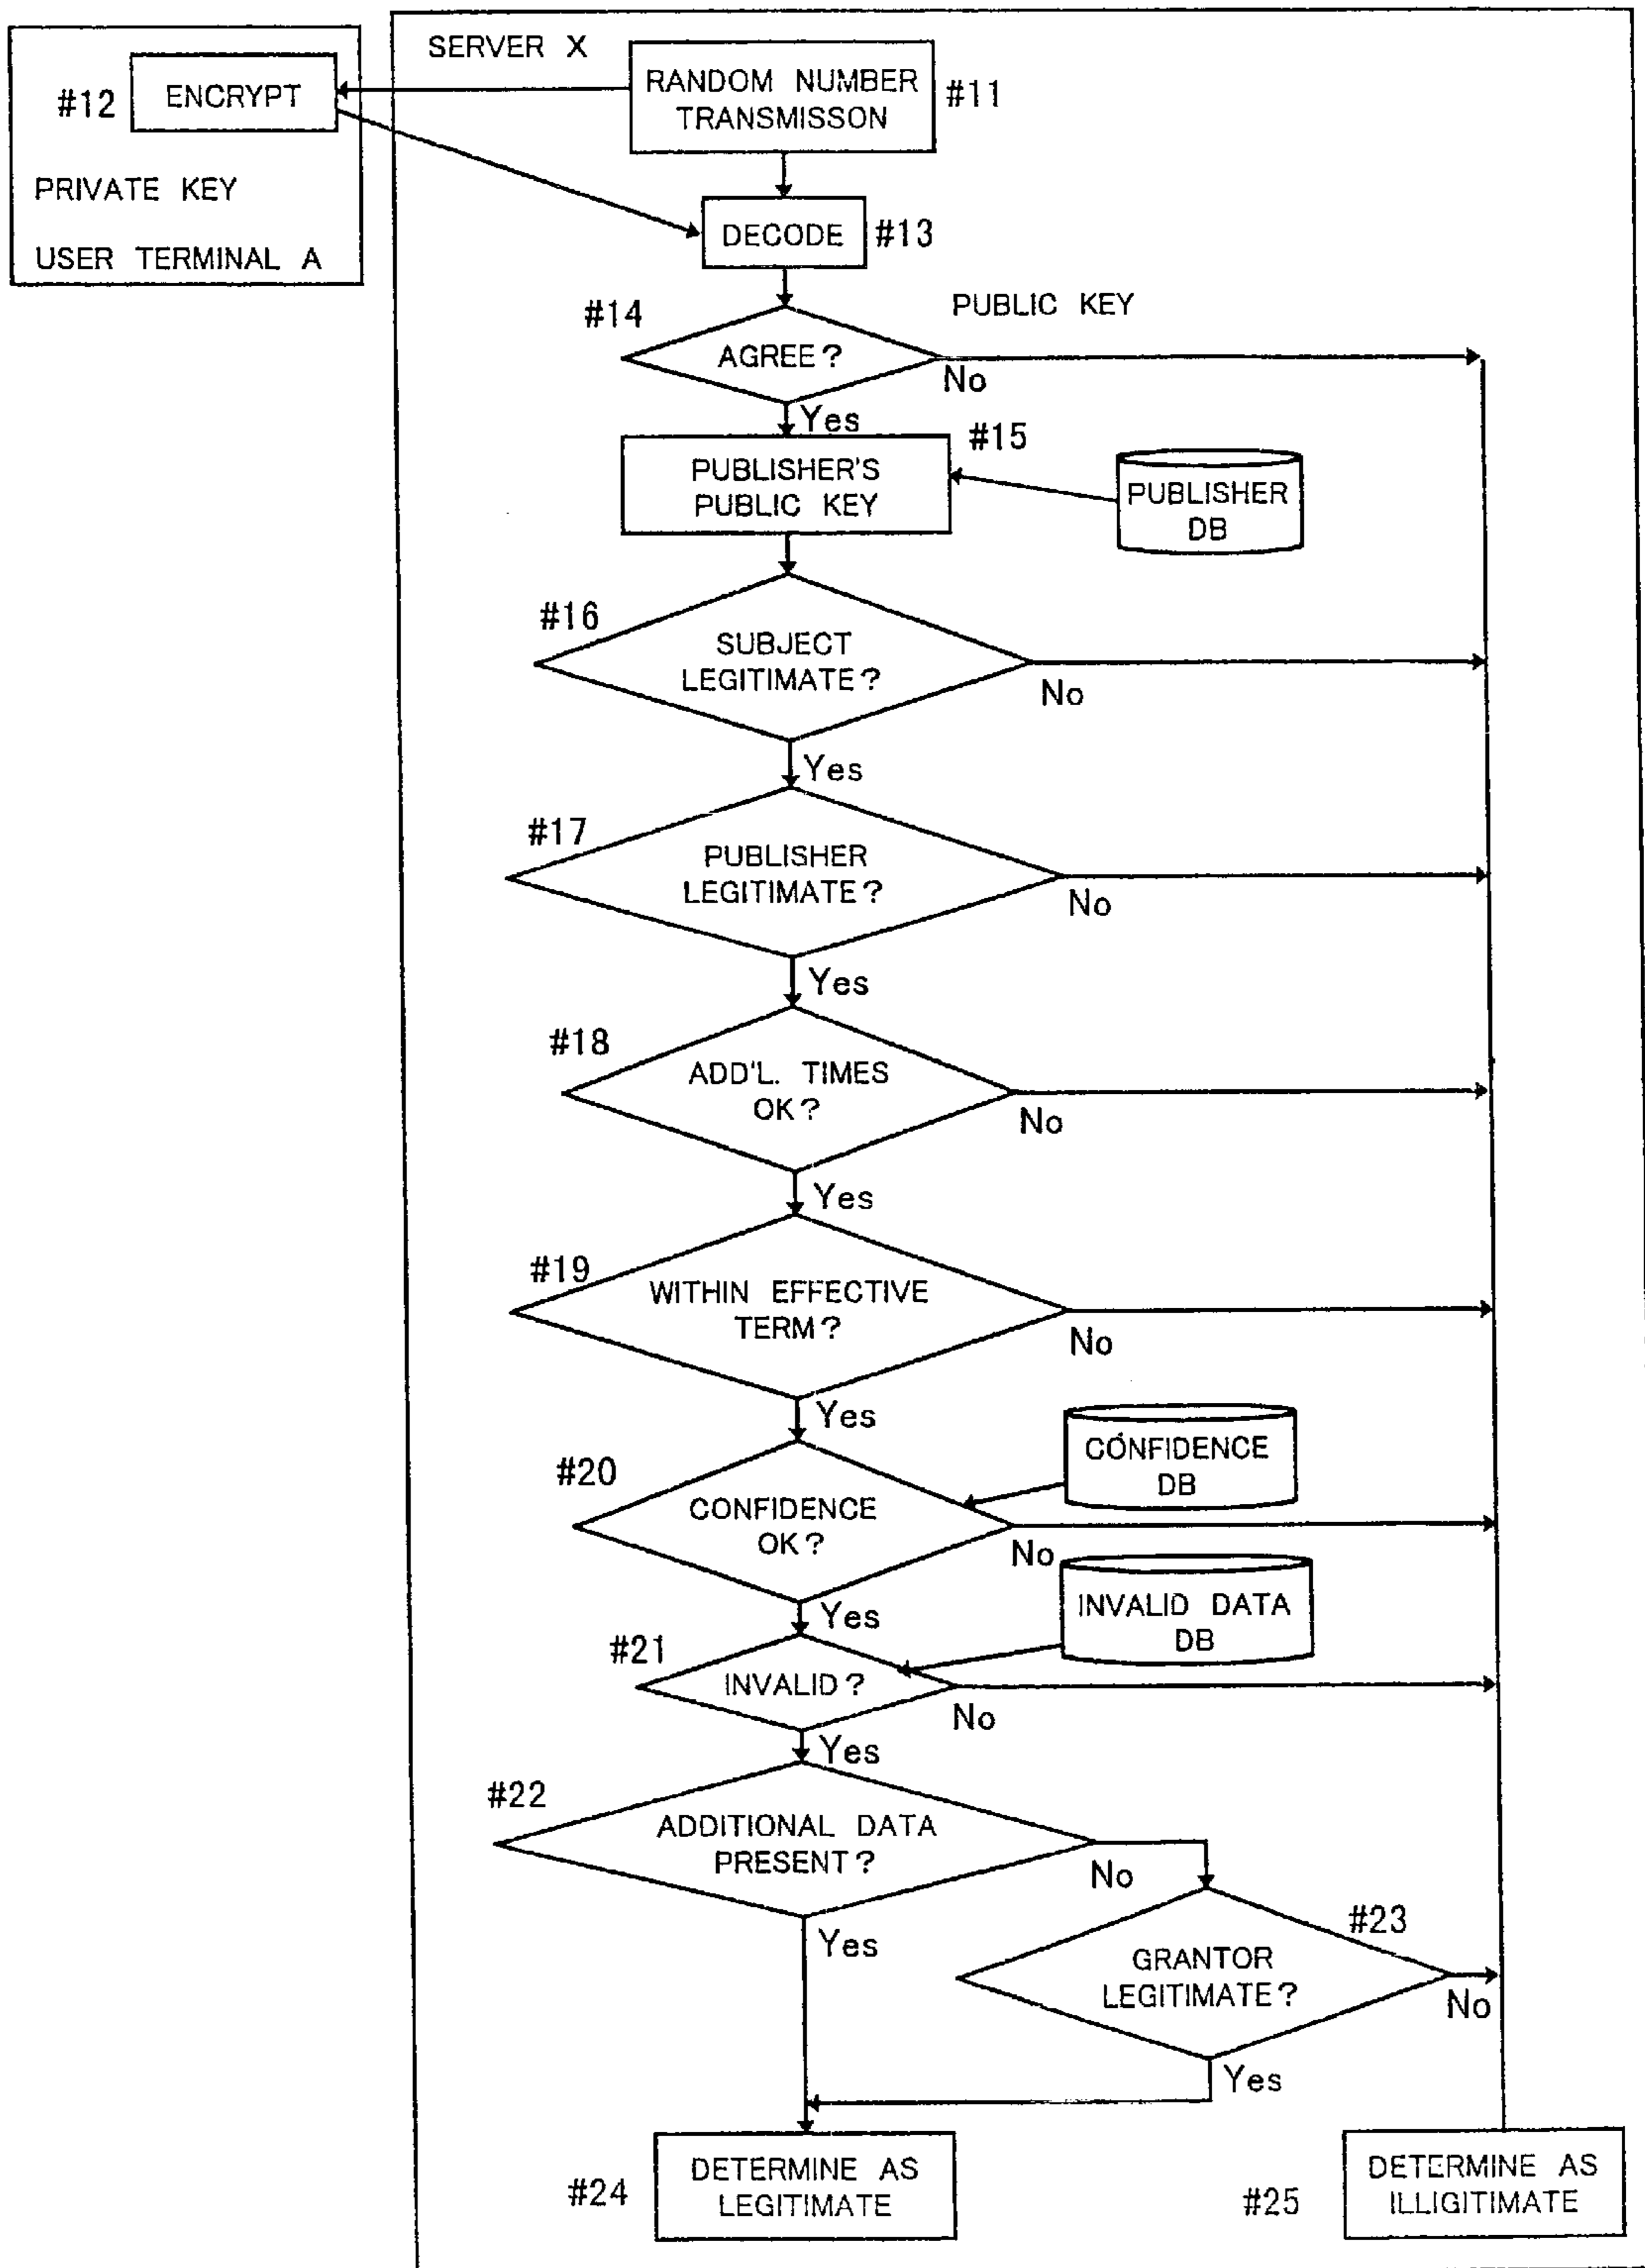 SERVER X
RANDOM NUMBER
TRANSMISSON
#11
#12
ENCRYPT
PRIVATE KEY
USER TERMINAL A
DECODE
#13
#14
PUBLIC KEY
AGREE?
No
Yes
#15
PUBLISHER'S
PUBLIC KEY
PUBLISHER
DB
#16
SUBJECT
LEGITIMATE?
No
Yes
#17
PUBLISHER
LEGITIMATE?
No
Yes
#18
ADD'L. TIMES
OK?
No
Yes
#19
WITHIN EFFECTIVE
TERM?
No
Yes
#20
CONFIDENCE
DB
CONFIDENCE
OK?
No
Yes
INVALID DATA
DB
#21
INVALID?
No
Yes
#22
ADDITIONAL DATA
PRESENT?
No
Yes
#23
GRANTOR
LEGITIMATE?
No
Yes
#24
DETERMINE AS
LEGITIMATE
#25
DETERMINE AS
ILLIGITIMATE